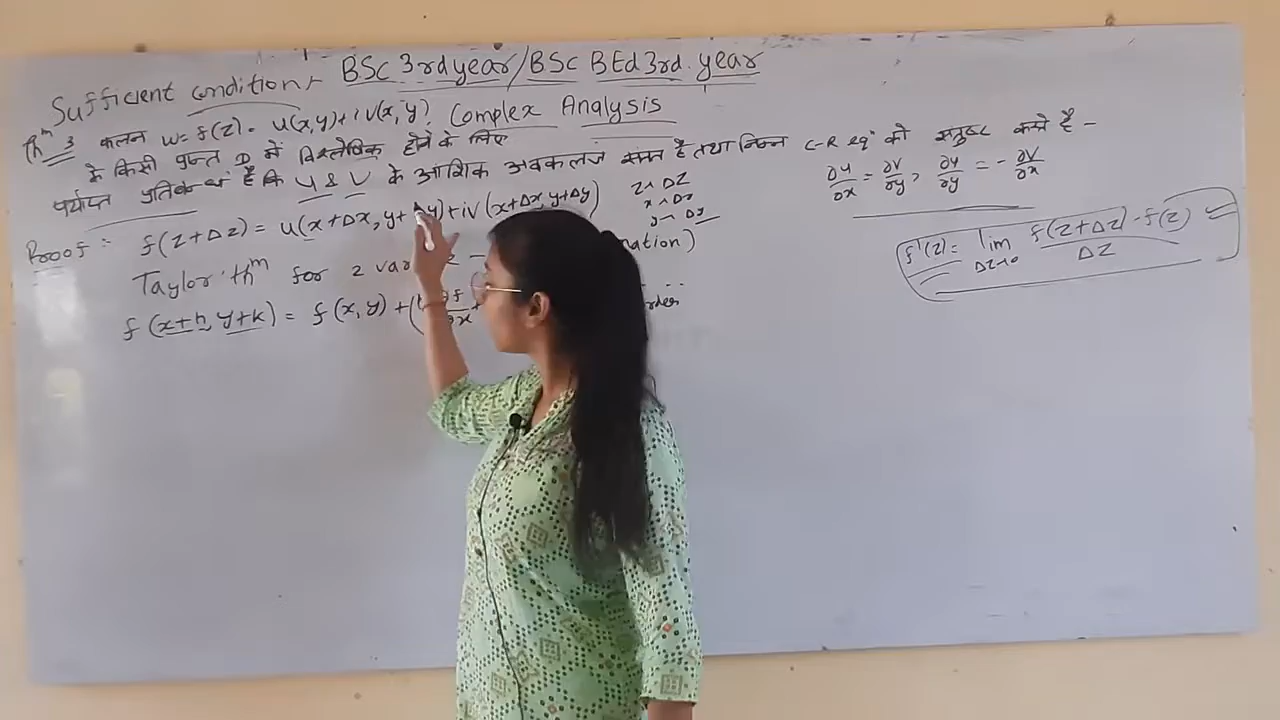 Sufficient condition, BSc 3rd year/BSc BEd 3rd. year
Thm 3 कलन w = f(z) = u(x,y)+iv(x,y) Complex Analysis
के किसी प्रान्त D में विश्लेषिक होने के लिए
पर्याप्त प्रतिबन्ध है कि U & V के आंशिक अवकलज सतत है तथा निम्न C-R eqn को संतुष्ट करते है -
∂u/∂x = ∂v/∂y, ∂u/∂y = -∂v/∂x
Proof: f(z+Δz) = u(x+Δx, y+Δy)+iv(x+Δx, y+Δy)
z→Δz
x→Δx
y→Δy
f'(z) = lim Δz→0 f(z+Δz)-f(z)/Δz
Taylor thm for 2 var
f(x+h, y+k) = f(x,y) + (